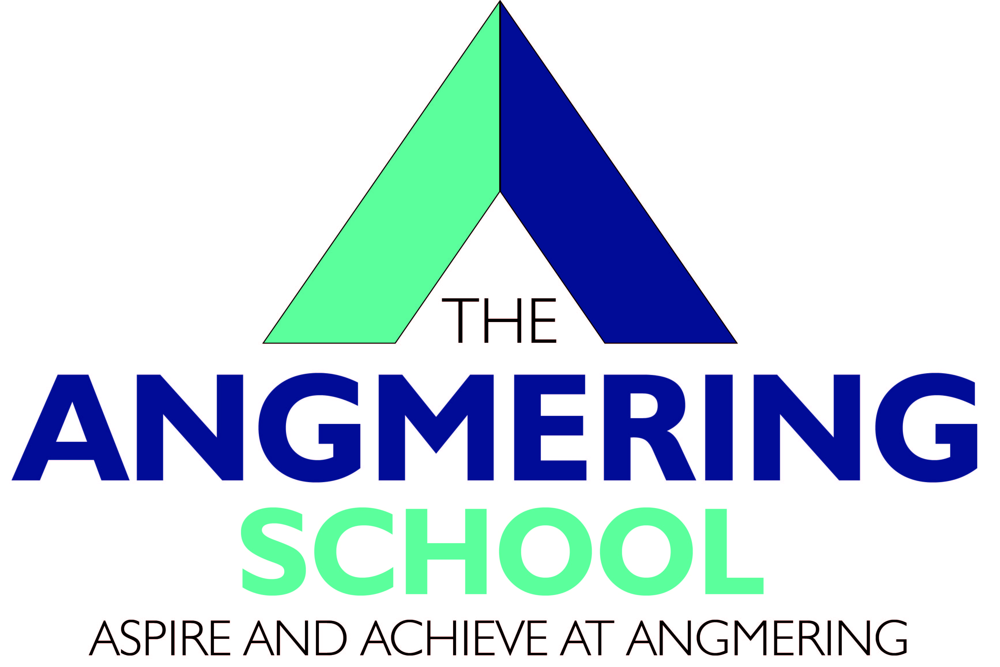 THE
ANGMERING
SCHOOL
ASPIRE AND ACHIEVE AT ANGMERING